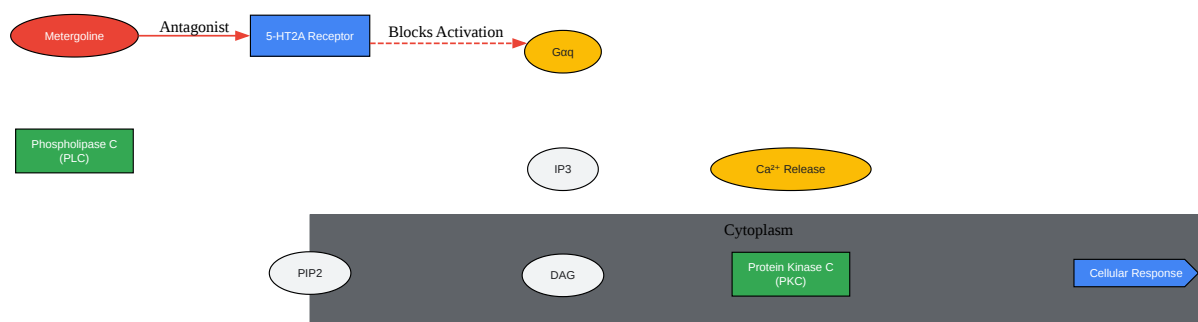 Metergoline
Antagonist
5-HT2A Receptor
Blocks Activation
Gαq
Phospholipase C
(PLC)
IP3
Ca²⁺ Release
Cytoplasm
PIP2
DAG
Protein Kinase C
(PKC)
Cellular Response